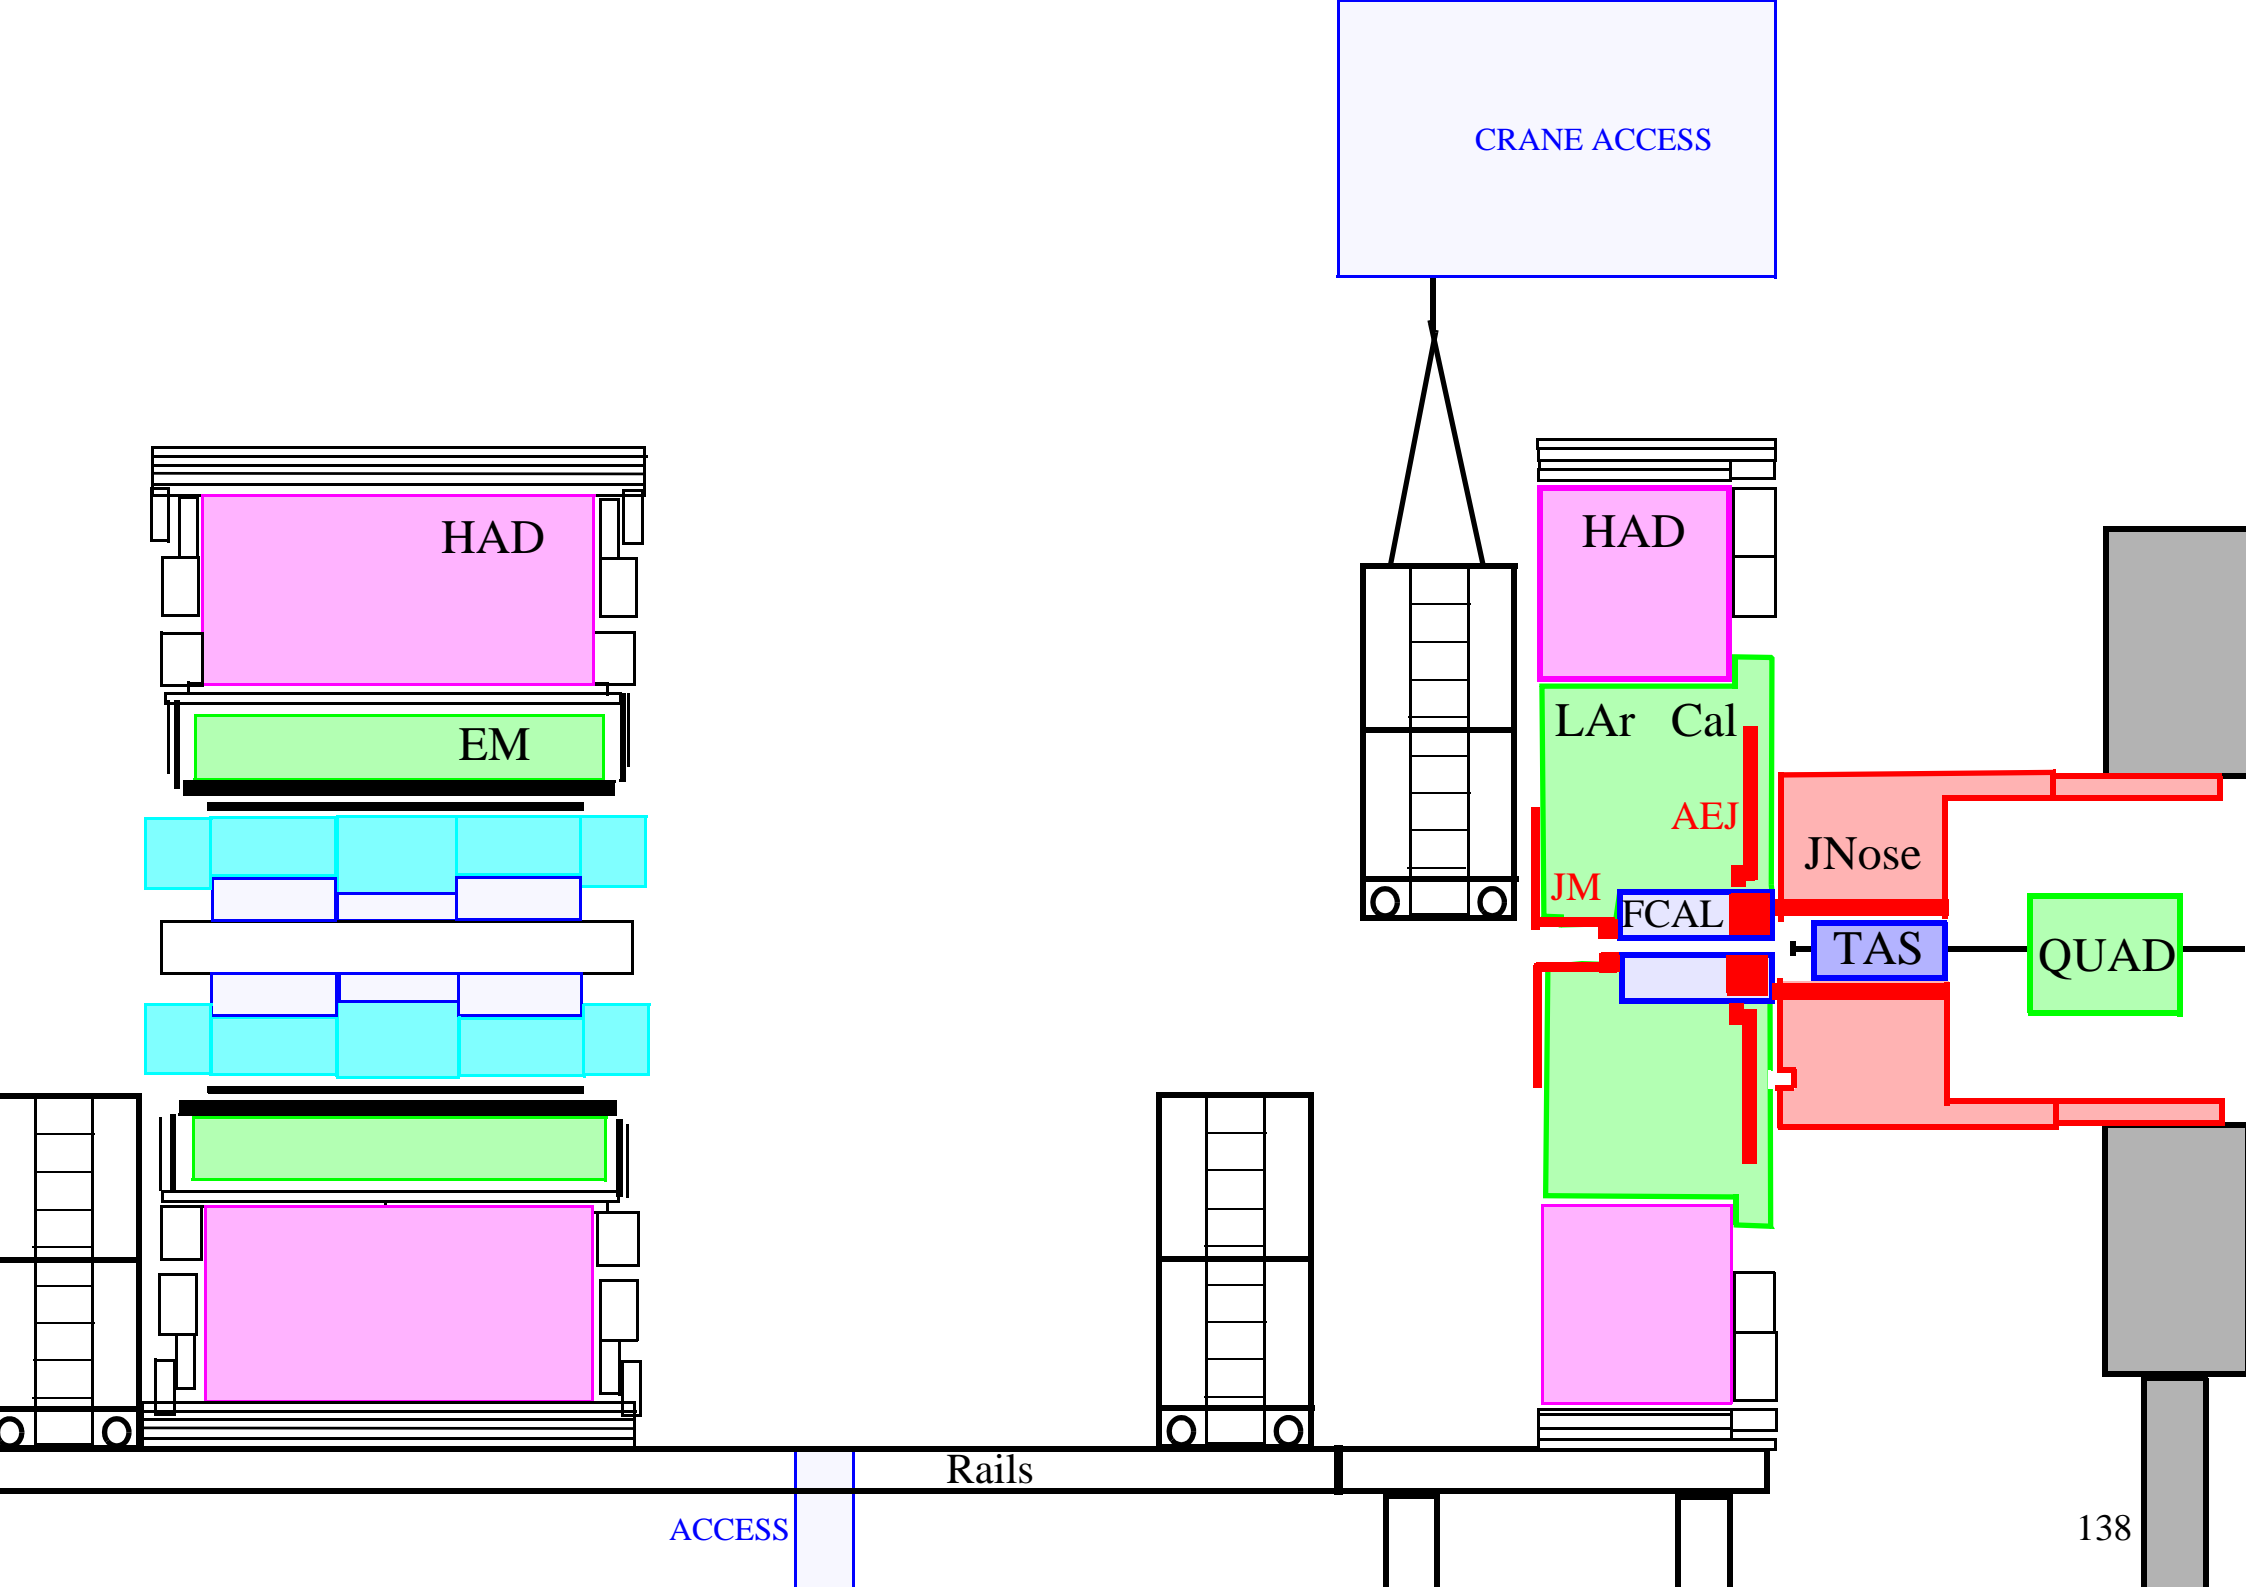 CRANE ACCESS
HAD
HAD
EM
LAr Cal
AEJ
JNose
JM
FCAL
TAS
QUAD
Rails
ACCESS
138